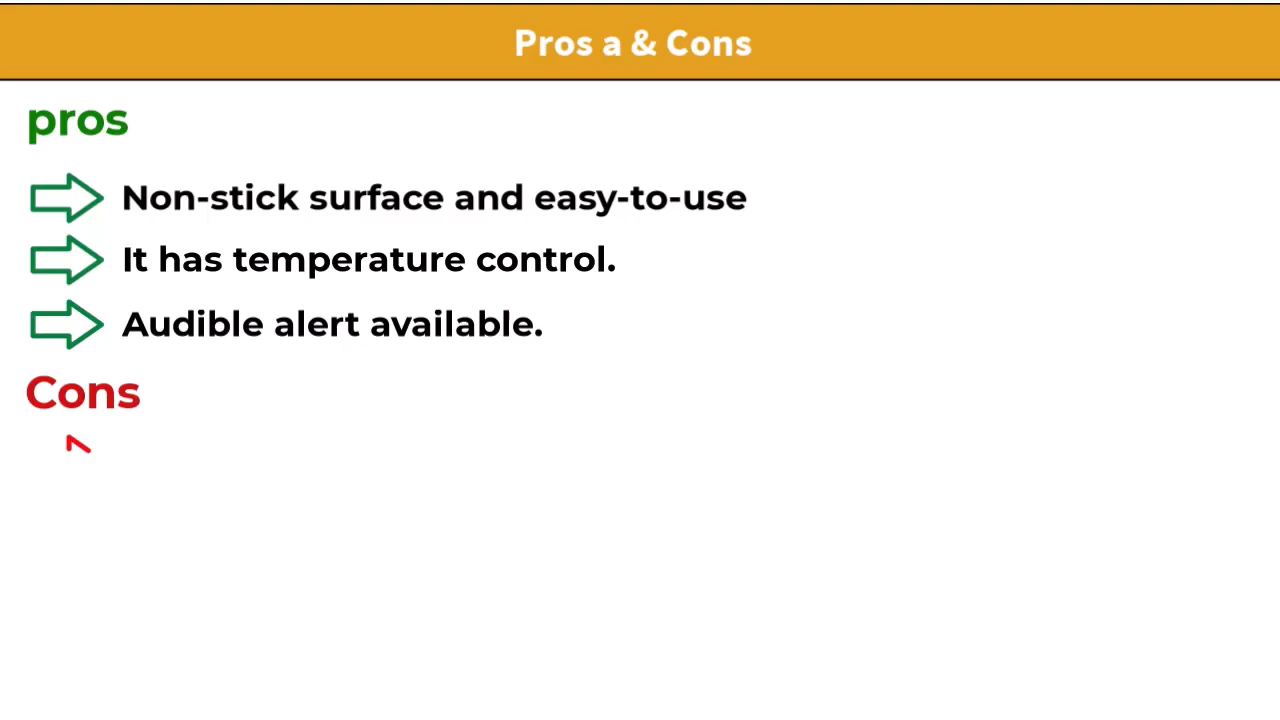 Pros a & Cons
pros
Non-stick surface and easy-to-use
It has temperature control.
Audible alert available.
Cons